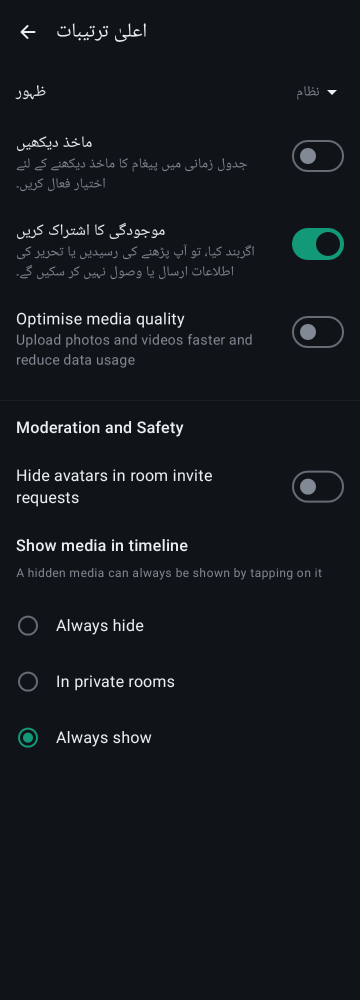 اعلیٰ ترتیبات
ظہور
نظام
ماخذ دیکھیں
جدول زمانی میں پیغام کا ماخذ دیکھنے کے لئے
اختیار فعال کریں۔
موجودگی کا اشتراک کریں
اگربند کیا، تو آپ پڑھنے کی رسیدیں یا تحریر کی
اطلاعات ارسال یا وصول نہیں کر سکیں گے۔
Optimise media quality
Upload photos and videos faster and
reduce data usage
Moderation and Safety
Hide avatars in room invite
requests
Show media in timeline
A hidden media can always be shown by tapping on it
Always hide
In private rooms
Always show